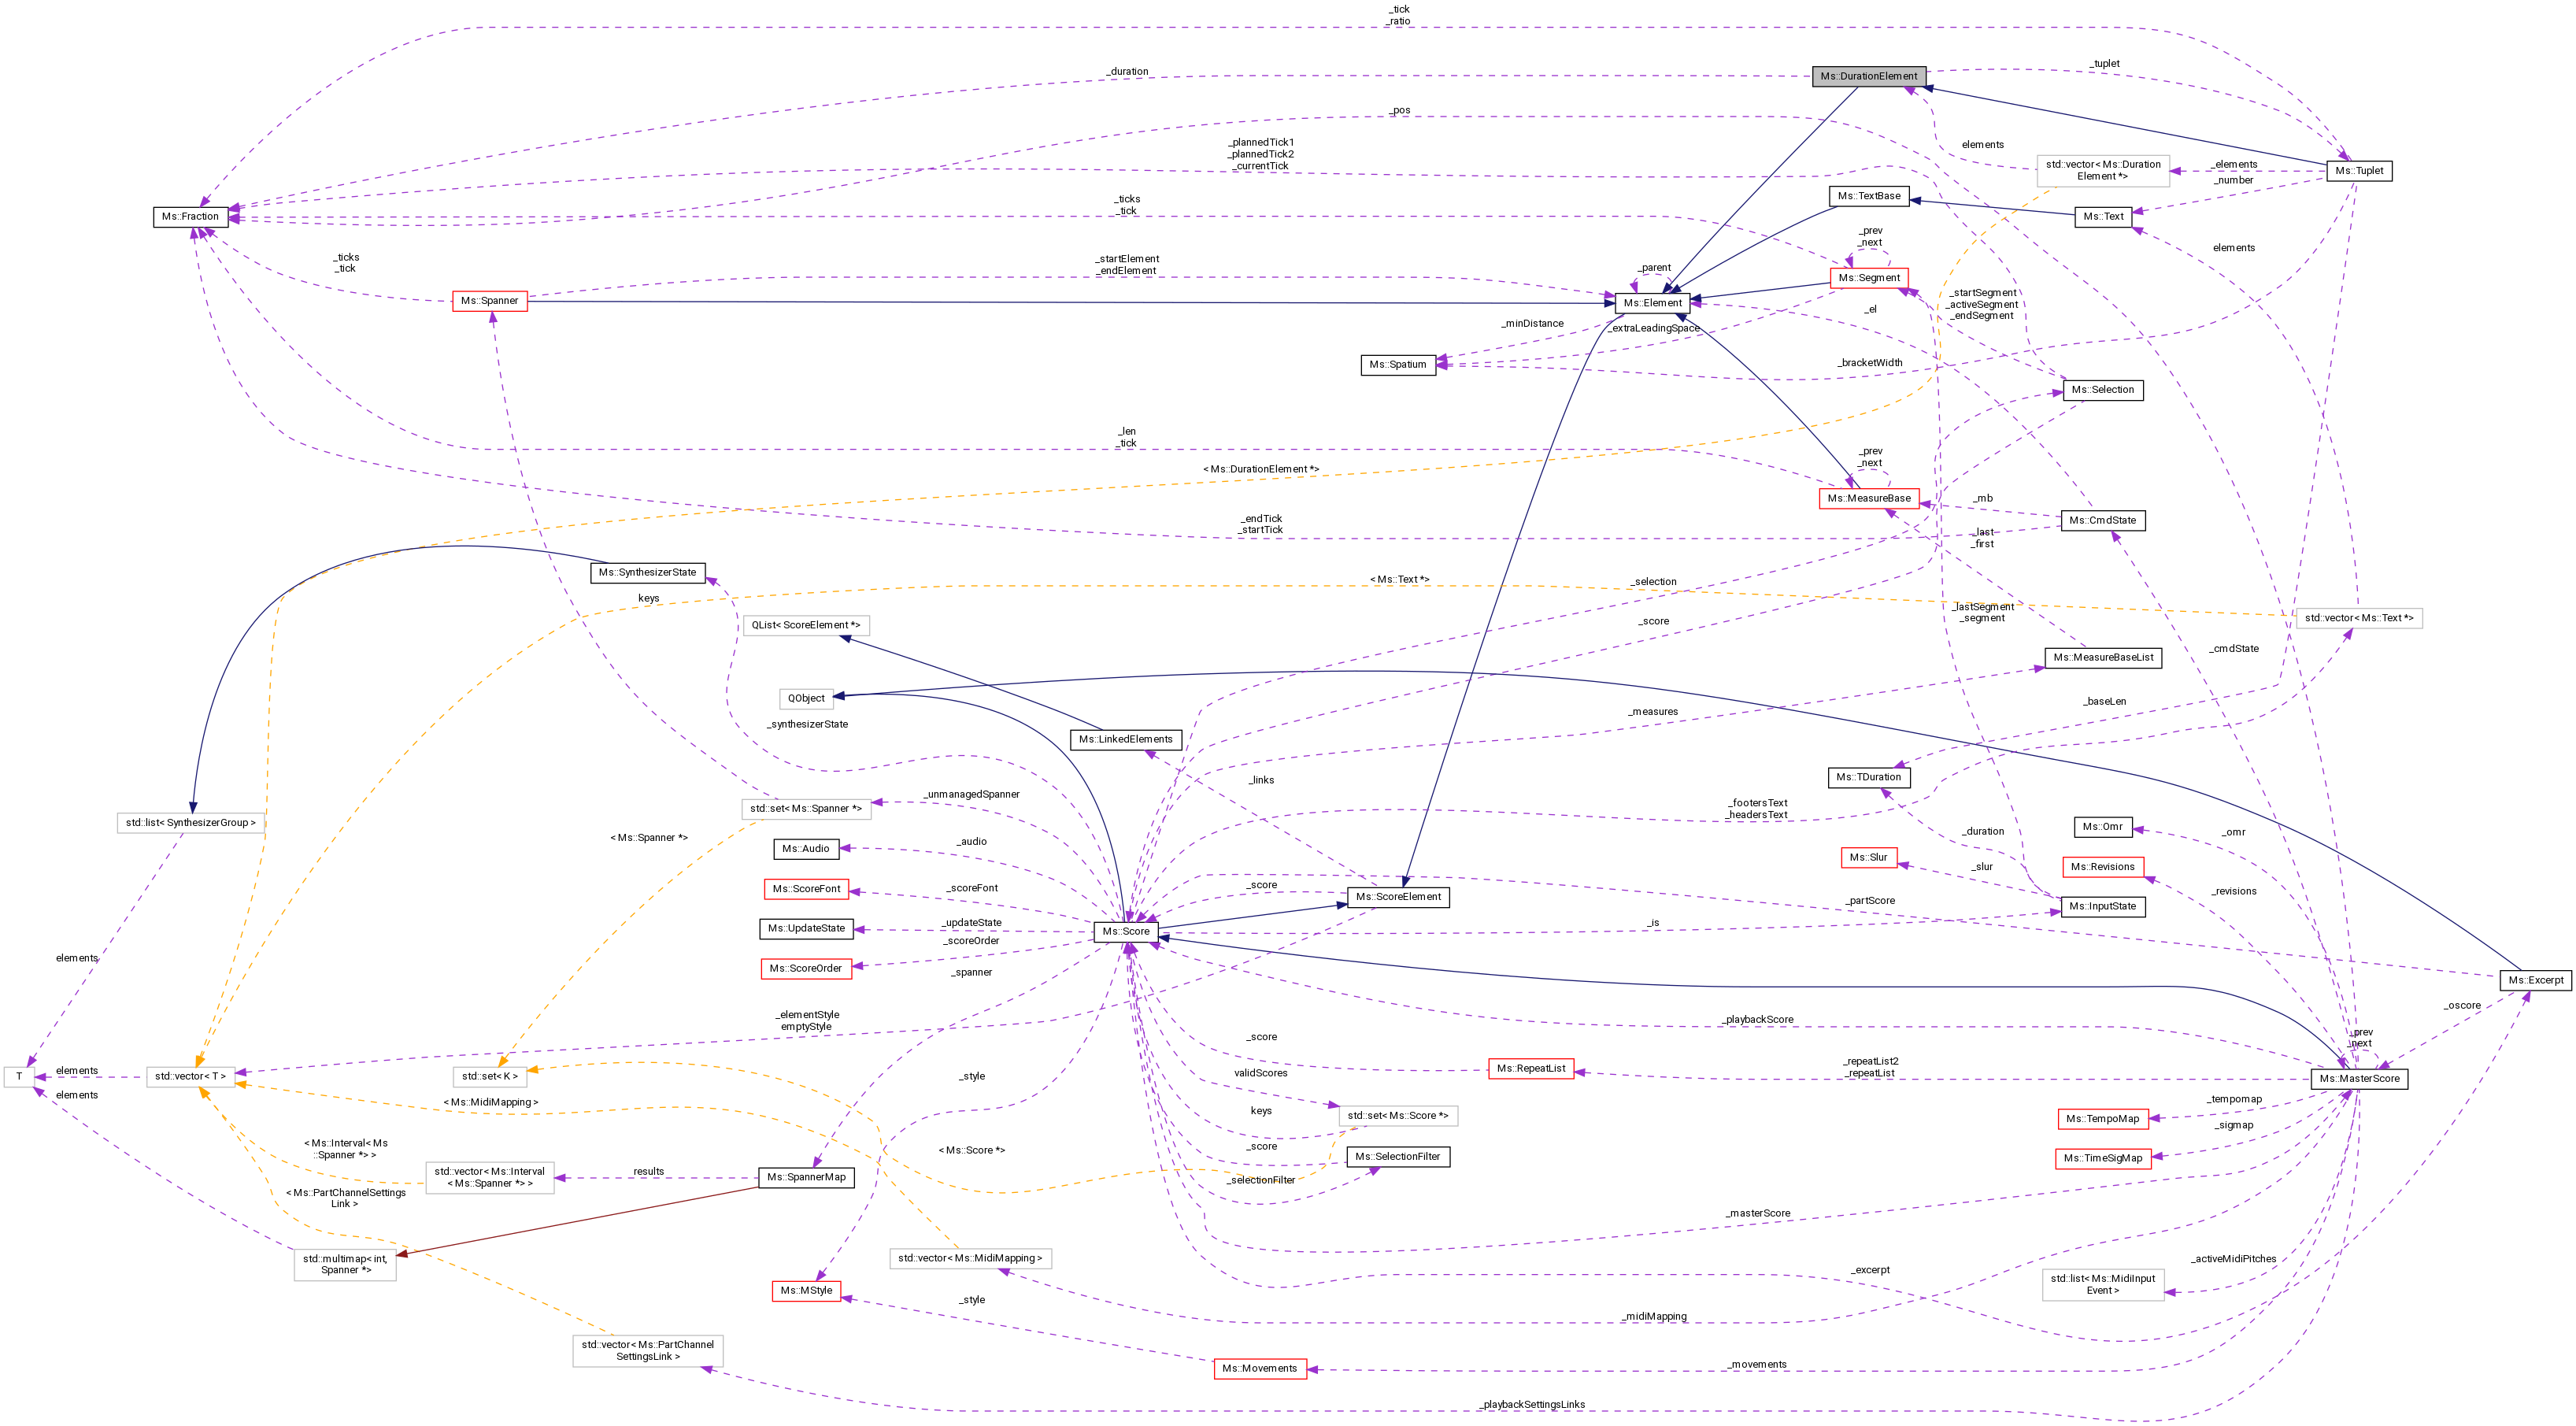 _tick
_ratio
_duration
Ms::DurationElement
_tuplet
_pos
_plannedTick1
_plannedTick2
_currentTick
elements
std::vector< Ms::Duration
Element *>
_elements
Ms::Tuplet
_number
Ms::TextBase
_ticks
_tick
Ms::Fraction
Ms::Text
_prev
_next
elements
_ticks
_tick
_startElement
_endElement
_parent
Ms::Segment
Ms::Spanner
Ms::Element
_startSegment
_activeSegment
_endSegment
_el
_minDistance
_extraLeadingSpace
Ms::Spatium
_bracketWidth
Ms::Selection
_len
_tick
_prev
_next
< Ms::DurationElement *>
Ms::MeasureBase
_mb
_endTick
_startTick
Ms::CmdState
_last
_first
Ms::SynthesizerState
< Ms::Text *>
_selection
keys
_lastSegment
_segment
QList< ScoreElement *>
_score
std::vector< Ms::Text *>
_cmdState
Ms::MeasureBaseList
QObject
_baseLen
_synthesizerState
_measures
Ms::LinkedElements
_links
Ms::TDuration
_unmanagedSpanner
std::set< Ms::Spanner *>
_footersText
_headersText
std::list< SynthesizerGroup >
< Ms::Spanner *>
Ms::Omr
_omr
_duration
_audio
Ms::Audio
Ms::Slur
_slur
Ms::Revisions
_revisions
_scoreFont
Ms::ScoreFont
_score
Ms::ScoreElement
_partScore
Ms::InputState
_updateState
Ms::UpdateState
Ms::Score
_is
_scoreOrder
Ms::ScoreOrder
elements
_spanner
Ms::Excerpt
_oscore
_elementStyle
emptyStyle
_playbackScore
_prev
_next
_score
_repeatList2
_repeatList
T
elements
std::vector< T >
std::set< K >
_style
validScores
Ms::RepeatList
Ms::MasterScore
elements
< Ms::MidiMapping >
keys
std::set< Ms::Score *>
_tempomap
Ms::TempoMap
_sigmap
< Ms::Interval< Ms
::Spanner *> >
< Ms::Score *>
_score
Ms::SelectionFilter
Ms::TimeSigMap
std::vector< Ms::Interval
< Ms::Spanner *> >
results
Ms::SpannerMap
_selectionFilter
< Ms::PartChannelSettings
Link >
_masterScore
std::multimap< int,
Spanner *>
std::vector< Ms::MidiMapping >
_activeMidiPitches
_excerpt
std::list< Ms::MidiInput
Event >
Ms::MStyle
_style
_midiMapping
std::vector< Ms::PartChannel
SettingsLink >
Ms::Movements
_movements
_playbackSettingsLinks